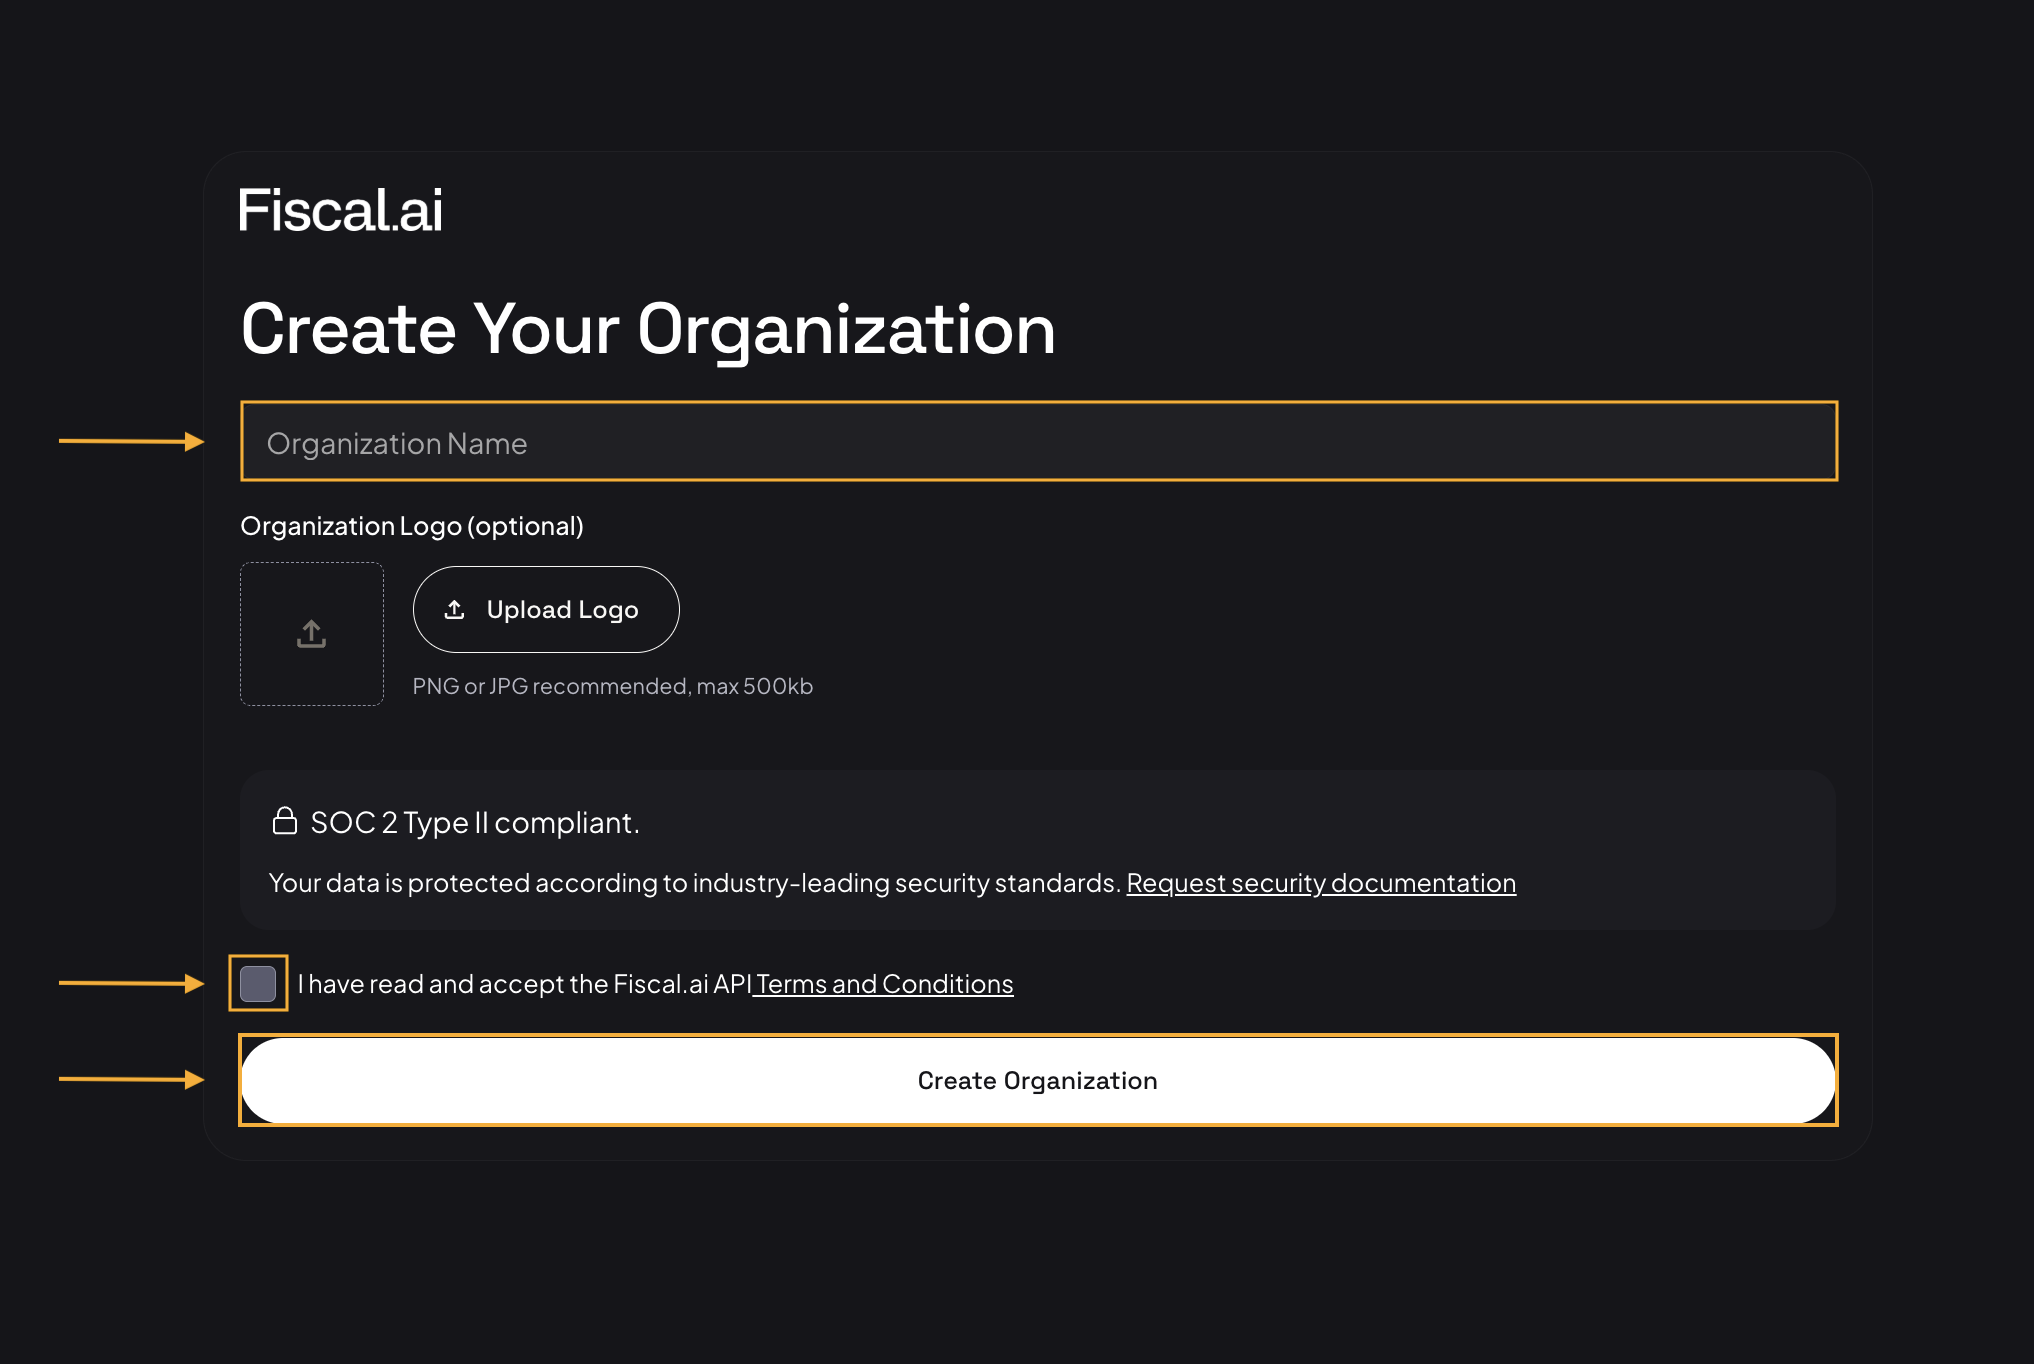 Fiscal.ai
Create Your Organization
Organization Name
Organization Logo (optional)
Upload Logo
PNG or JPG recommended, max 500kb
SOC 2 Type II compliant.
Your data is protected according to industry-leading security standards. Request security documentation
I have read and accept the Fiscal.ai API Terms and Conditions
Create Organization